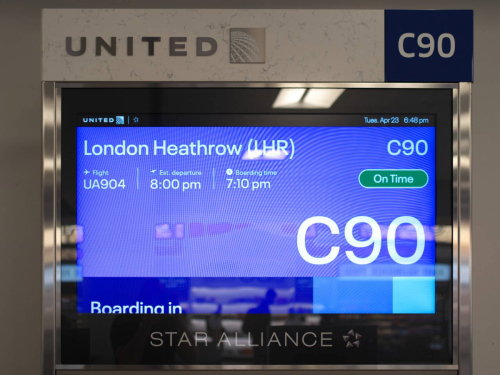 UNITED
C90
UNITED
Tues, Apr 23 6:48 pm
London Heathrow (LHR) C90
Flight Est. departure Boarding time
UA904 8:00 pm 7:10 pm
On Time
C90
Boarding in
STAR ALLIANCE